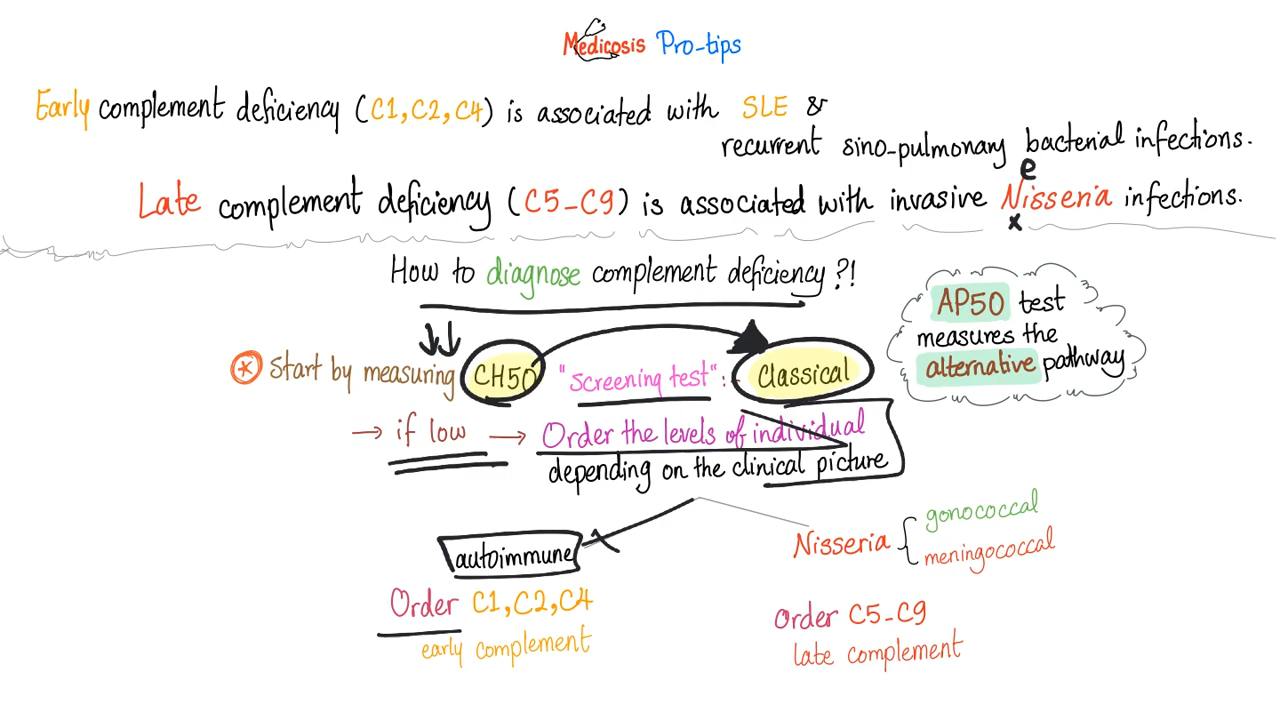 Medicosis Pro-tips
Early complement deficiency (C1, C2, C4) is associated with SLE &
recurrent sino-pulmonary bacterial infections.
e
Late complement deficiency (C5-C9) is associated with invasive Nisseria infections.
x
How to diagnose complement deficiency ?!
AP50 test
measures the
alternative pathway
* Start by measuring CH50 "screening test" :- Classical
→ if low → Order the levels of individual
depending on the clinical picture
autoimmune
Order C1, C2, C4
early complement
Nisseria { gonococcal
meningococcal
Order C5-C9
late complement